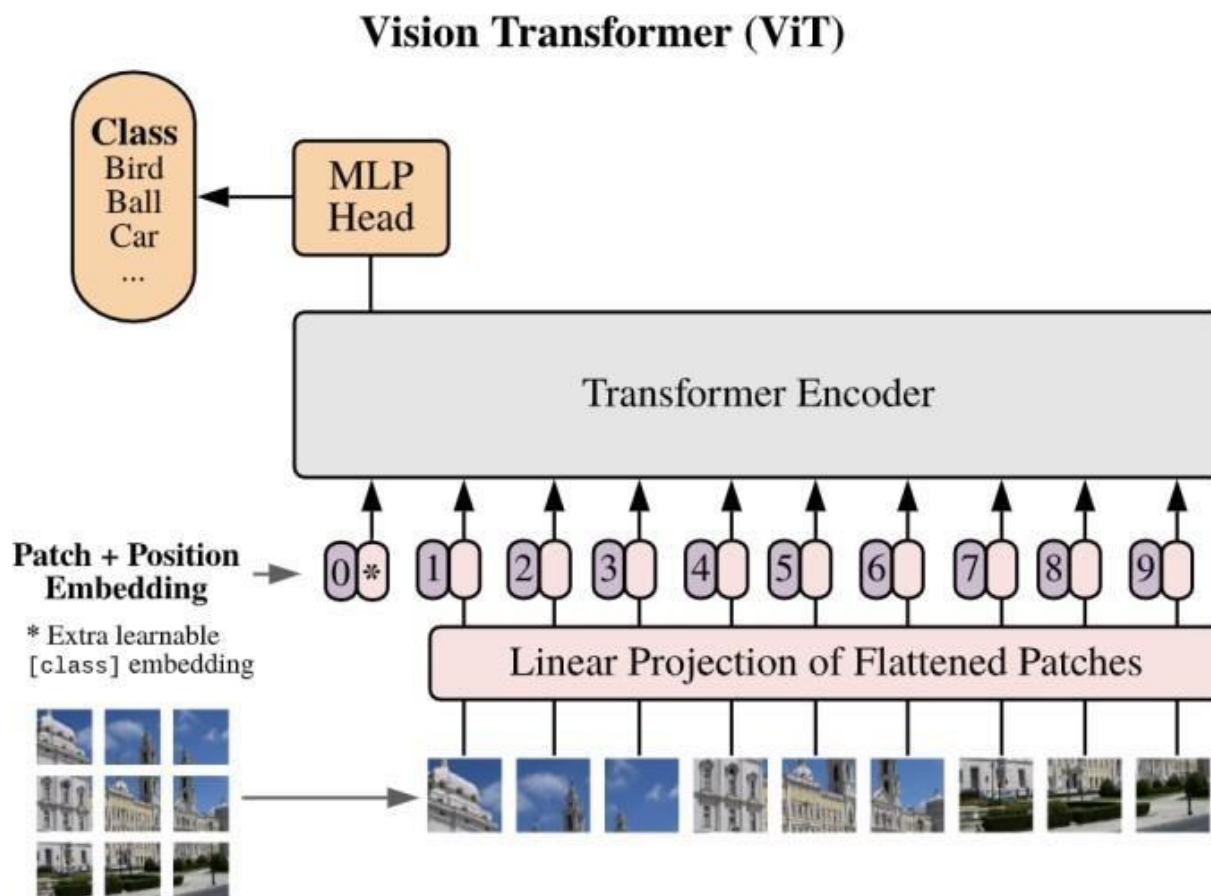 Vision Transformer (ViT)
Class
Bird
Ball
Car
...
MLP
Head
Transformer Encoder
Patch + Position
Embedding
0 * 1 2 3 4 5 6 7 8 9
* Extra learnable
[class] embedding
Linear Projection of Flattened Patches